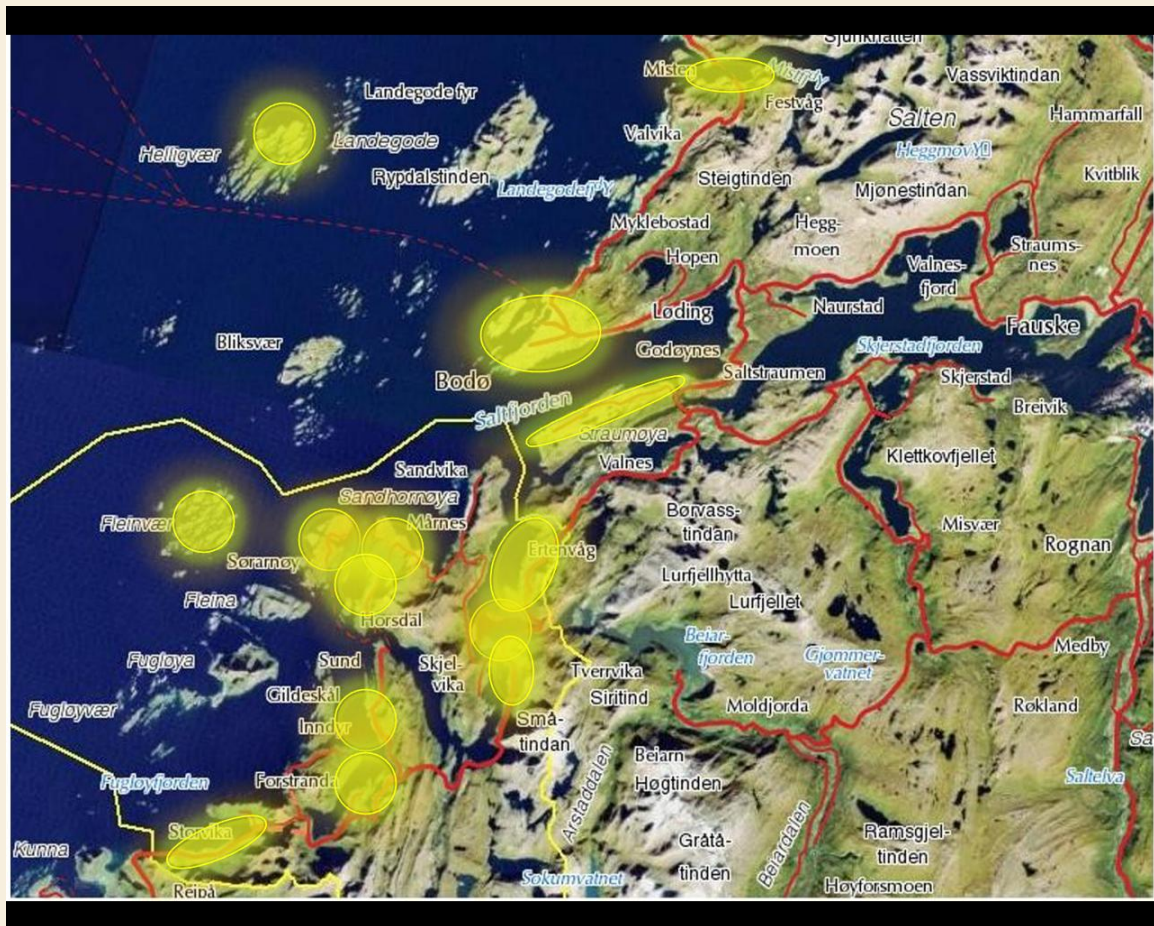 Sjunkhatten
Misten
Vassviktindan
Landegode fyr
Festvåg
Hammarfall
Salten
Valvika
Landegode
Helligvær
Heggmov
Rypdalstinden
Steigtinden
Kvitblik
Landegodefj
Mjønestindan
Myklebostad
Hegg-
moen
Straums-
nes
Hopen
Valnes-
fjord
Løding
Naurstad
Fauske
Bliksvær
Godøynes
Skjerstadfjorden
Bodø
Saltstraumen
Skjerstad
Saltfjorden
Breivik
Straumøya
Klettkovfjellet
Sandvika
Valnes
Sandhornøya
Børvass-
tindan
Fleinvær
Mårnes
Misvær
Ertenvåg
Rognan
Sørarnøy
Lurfjellhytta
Fleina
Lurfjellet
Horsdal
Beiar-
fjorden
Medby
Gjømmer-
vatnet
Sund
Skjel-
vika
Fugløya
Tverrvika
Gildeskål
Siritind
Fugløyvær
Moldjorda
Røkland
Inndyr
Små-
tindan
Sa
Beiarn
Fugløyfjorden
Forstranda
Høgtinden
Saltelva
Arstaddalen
Storvika
Ramsgjel-
tinden
Gråtå-
tinden
Kunna
Beiardalen
Sokumvatnet
Reipå
Høyforsmoen